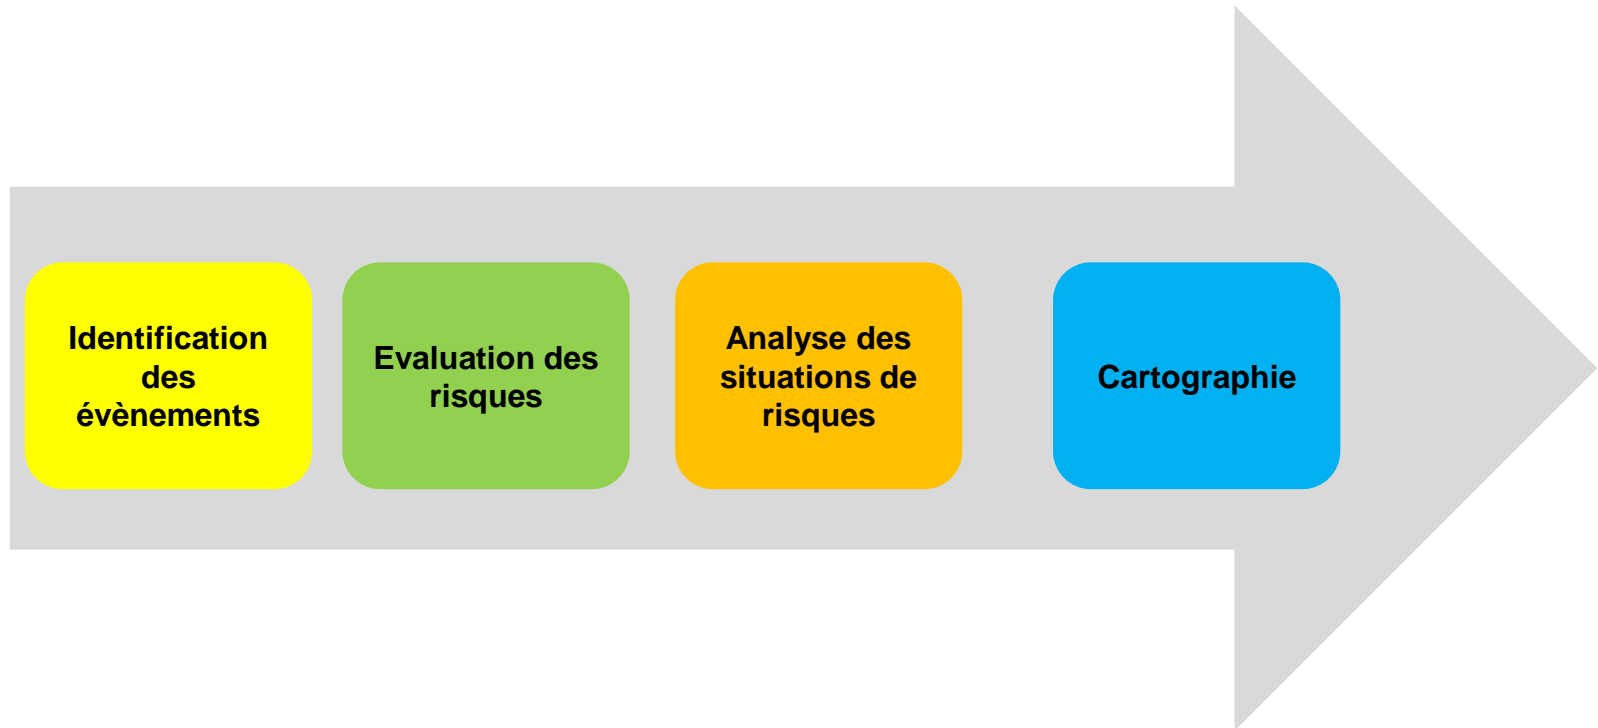 Identification
des
évènements
Evaluation des
risques
Analyse des
situations de
risques
Cartographie